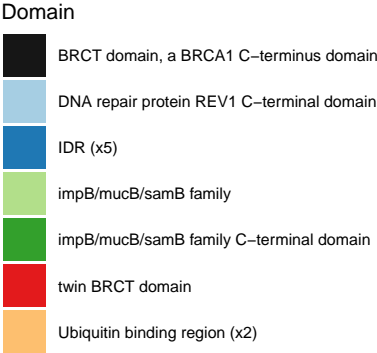 Domain
BRCT domain, a BRCA1 C−terminus domain
DNA repair protein REV1 C−terminal domain
IDR (x5)
impB/mucB/samB family
impB/mucB/samB family C−terminal domain
twin BRCT domain
Ubiquitin binding region (x2)